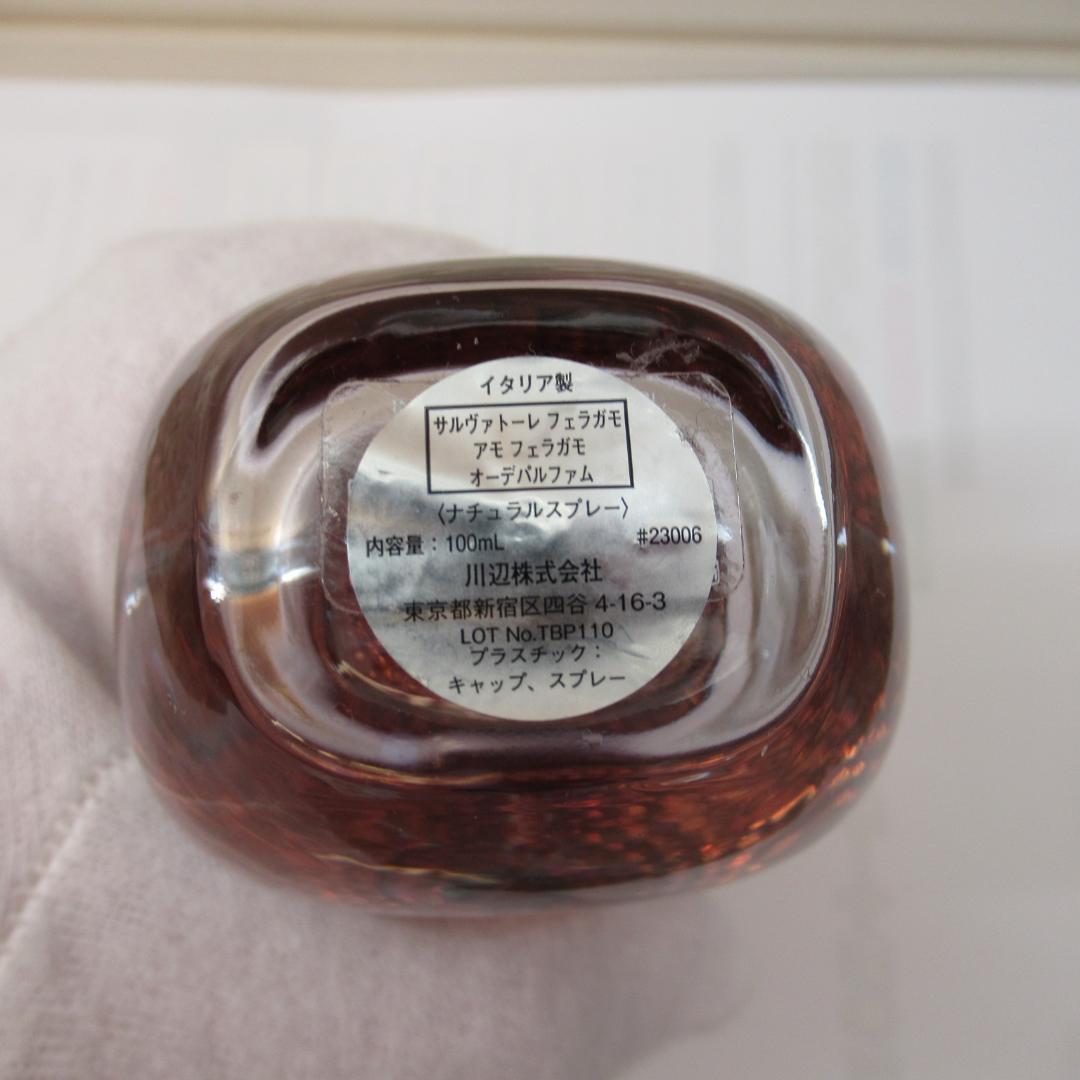 イタリア製
サルヴァトーレ フェラガモ
アモ フェラガモ
オーデパルファム
〈ナチュラルスプレー〉
内容量：100mL #23006
川辺株式会社
東京都新宿区四谷 4-16-3
LOT No.TBP110
プラスチック：
キャップ、スプレー